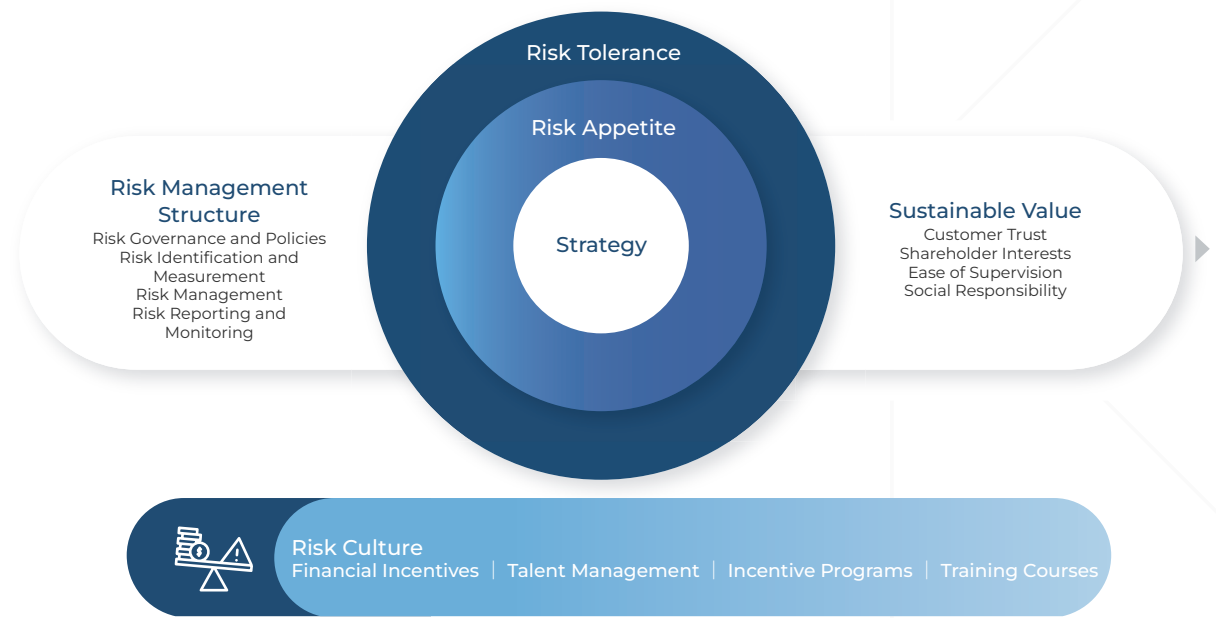 Risk Tolerance
Risk Appetite
Strategy
Risk Management
Structure
Risk Governance and Policies
Risk Identification and
Measurement
Risk Management
Risk Reporting and
Monitoring
Sustainable Value
Customer Trust
Shareholder Interests
Ease of Supervision
Social Responsibility
Risk Culture
Financial Incentives | Talent Management | Incentive Programs | Training Courses